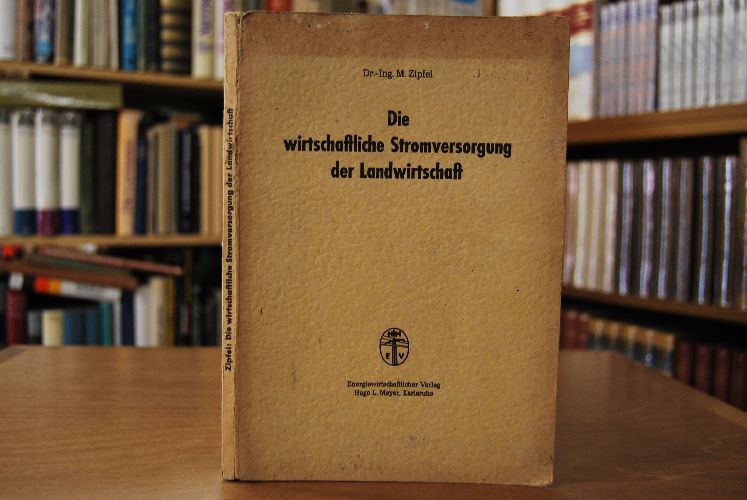 Dr.-Ing. M. Zipfel
Die
wirtschaftliche Stromversorgung
der Landwirtschaft
E V
Energiewirtschaftlicher Verlag
Hugo L. Meyer, Karlsruhe
Zipfel: Die wirtschaftliche Stromversorgung der Landwirtschaft